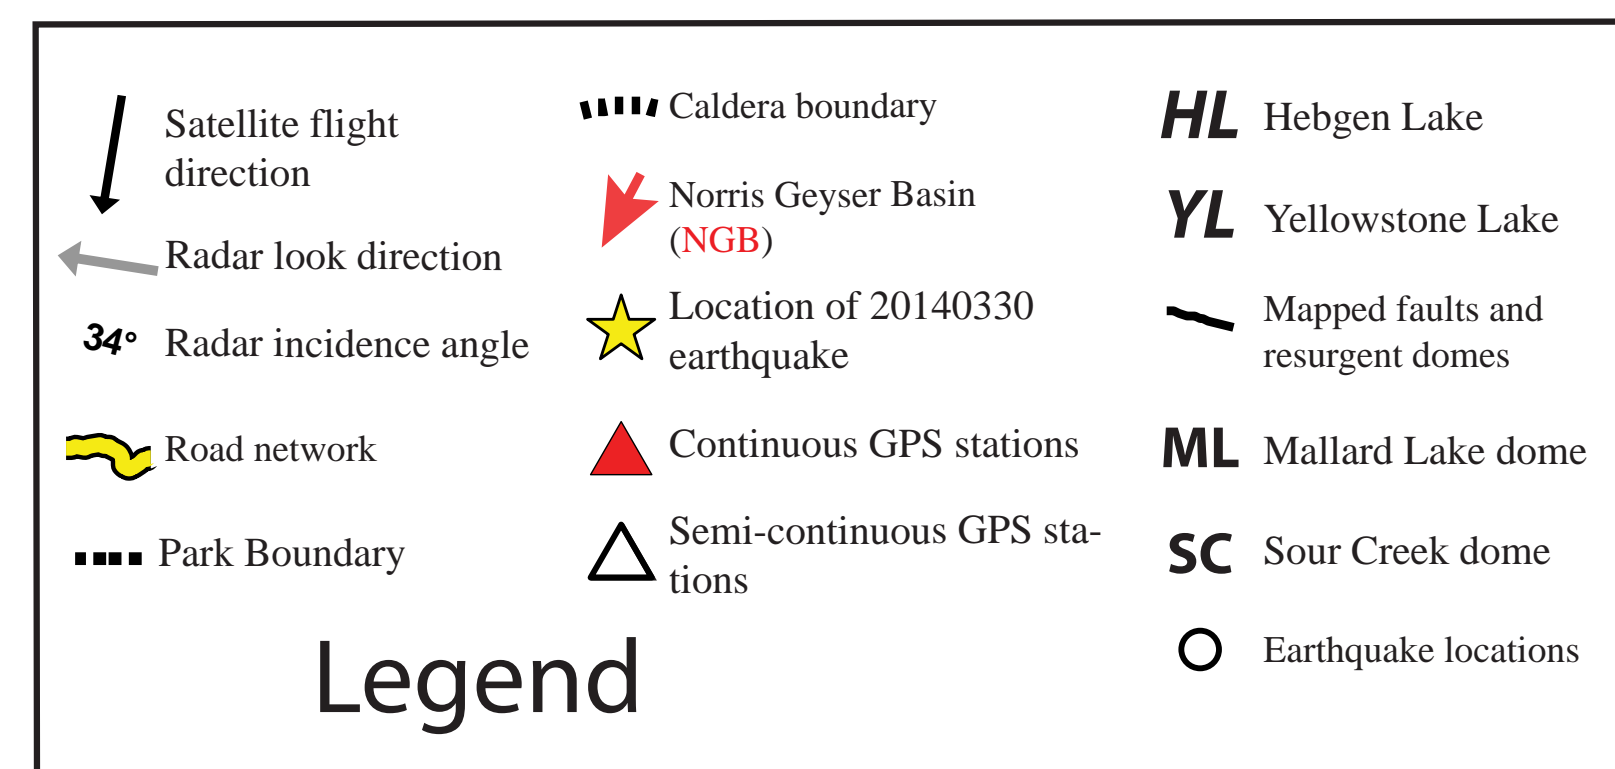 Satellite flight
direction
Radar look direction
34° Radar incidence angle
Road network
Park Boundary
Caldera boundary
Norris Geyser Basin
(NGB)
Location of 20140330
earthquake
Continuous GPS stations
Semi-continuous GPS sta-
tions
HL Hebgen Lake
YL Yellowstone Lake
Mapped faults and
resurgent domes
ML Mallard Lake dome
SC Sour Creek dome
Earthquake locations
Legend